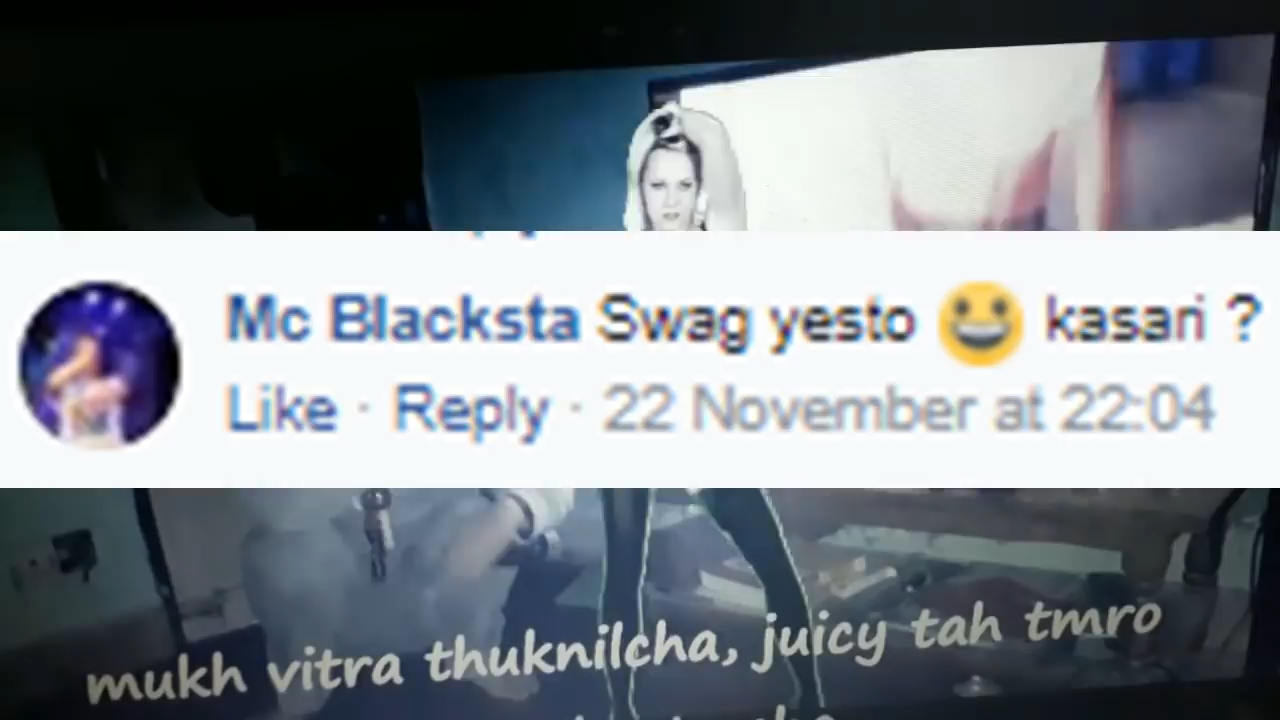 Mc Blacksta Swag yesto 😀 kasari ?
Like · Reply · 22 November at 22:04
mukh vitra thuknilcha, juicy tah tmro